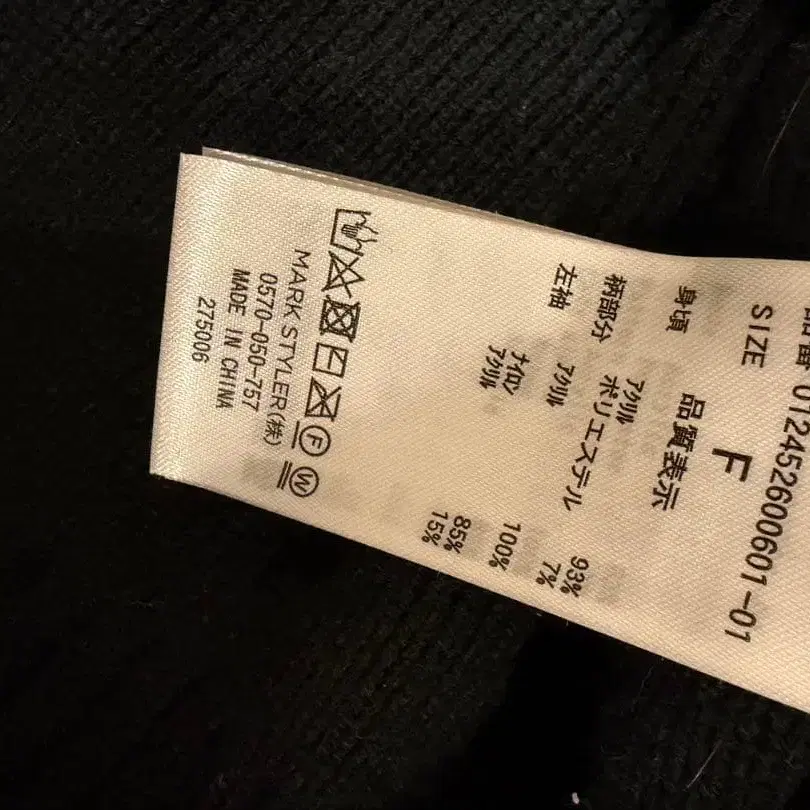 品番 012452600601-01
SIZE F
品質表示
身頃 アクリル 93%
ポリエステル 7%
柄部分 アクリル 100%
左袖 ナイロン 85%
アクリル 15%
MARK STYLER(株)
0570-050-757
MADE IN CHINA
275006